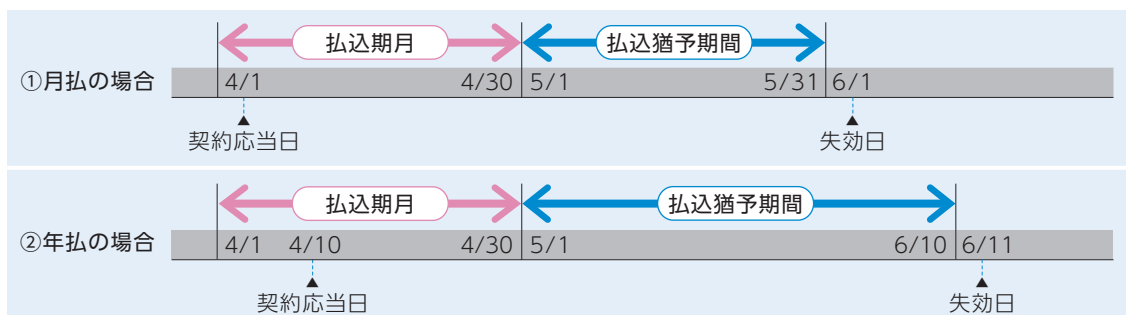 払込期月 払込猶予期間
①月払の場合 4/1 4/30 5/1 5/31 6/1
契約応当日 失効日
払込期月 払込猶予期間
②年払の場合 4/1 4/10 4/30 5/1 6/10 6/11
契約応当日 失効日